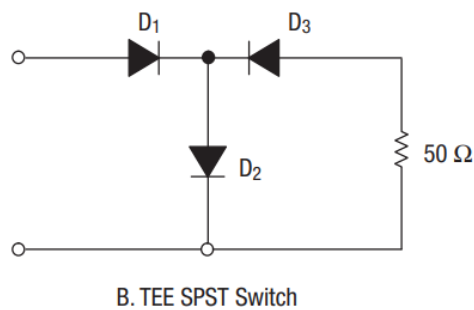 D1 D3
D2
50 Ω
B. TEE SPST Switch